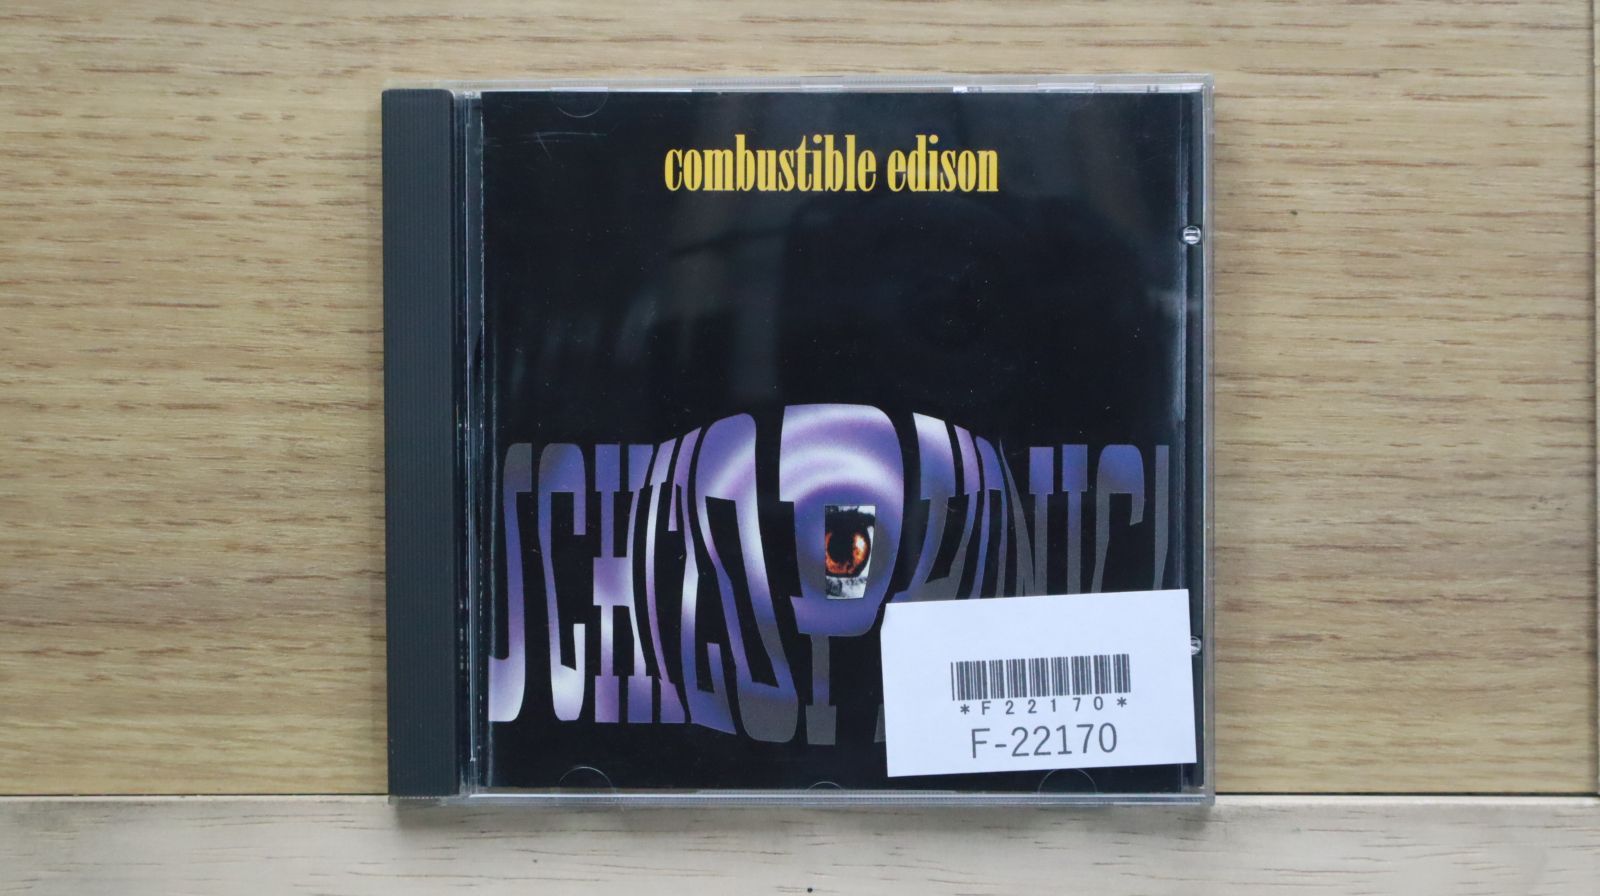 combustible edison
SCHIZOPHONIC!
*F22170*
F-22170